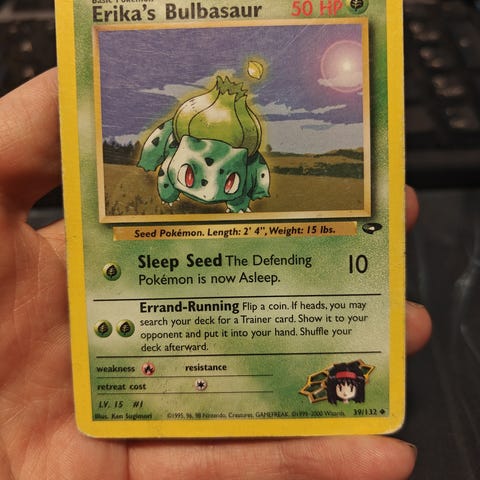 Basic Pokémon
Erika's Bulbasaur 50 HP
Seed Pokémon. Length: 2' 4", Weight: 15 lbs.
Sleep Seed The Defending 10
Pokémon is now Asleep.
Errand-Running Flip a coin. If heads, you may
search your deck for a Trainer card. Show it to your
opponent and put it into your hand. Shuffle your
deck afterward.
weakness resistance
retreat cost
LV. 15 #1
Illus. Ken Sugimori ©1995, 96, 98 Nintendo, Creatures, GAMEFREAK. ©1999-2000 Wizards. 39/132